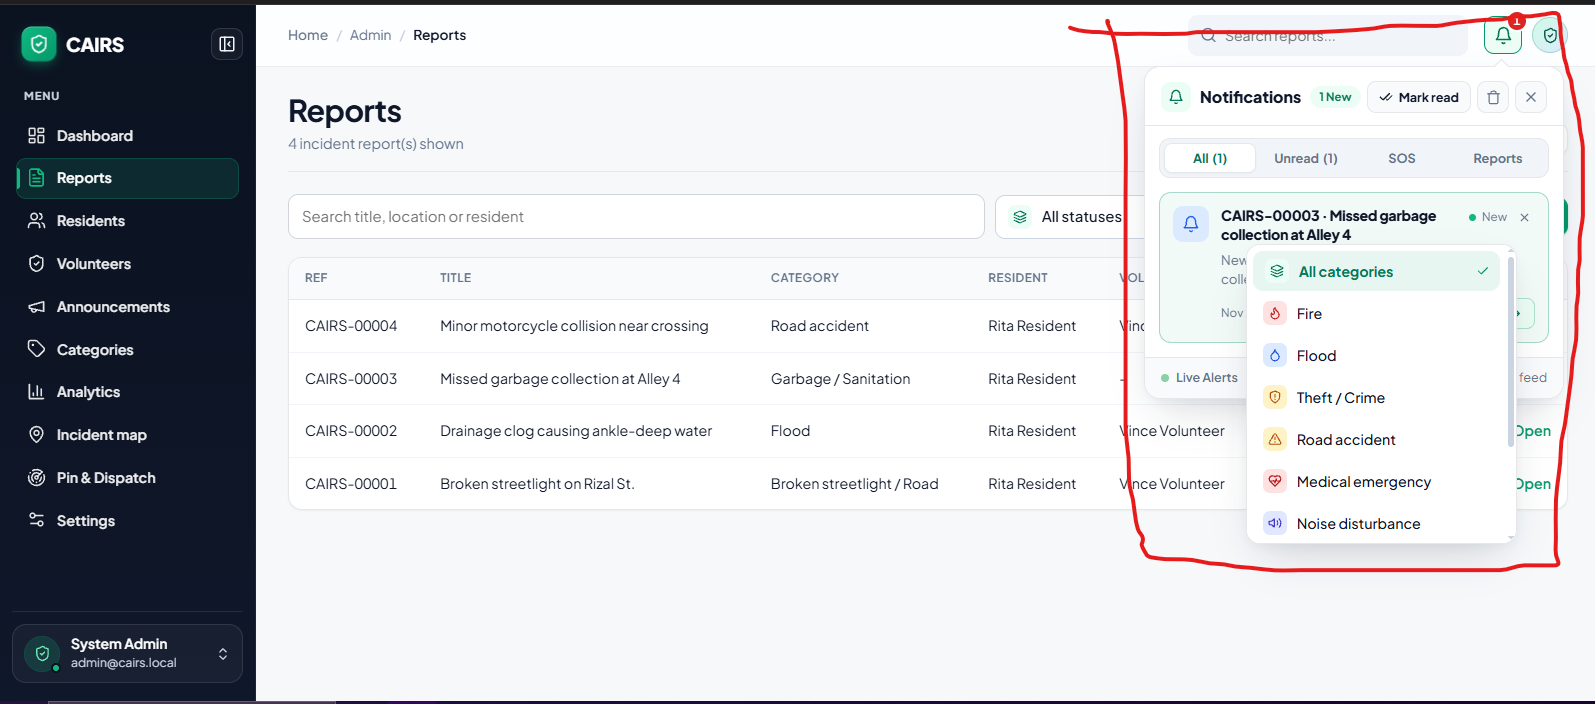 CAIRS
MENU
Dashboard
Reports
Residents
Volunteers
Announcements
Categories
Analytics
Incident map
Pin & Dispatch
Settings
System Admin
admin@cairs.local
Home / Admin / Reports
Search reports...
1
Reports
4 incident report(s) shown
Search title, location or resident
All statuses
REF TITLE CATEGORY RESIDENT VOL
CAIRS-00004 Minor motorcycle collision near crossing Road accident Rita Resident Vinc
CAIRS-00003 Missed garbage collection at Alley 4 Garbage / Sanitation Rita Resident -
CAIRS-00002 Drainage clog causing ankle-deep water Flood Rita Resident Vince Volunteer Open
CAIRS-00001 Broken streetlight on Rizal St. Broken streetlight / Road Rita Resident Vince Volunteer Open
Notifications 1 New Mark read
All (1) Unread (1) SOS Reports
CAIRS-00003 · Missed garbage collection at Alley 4 New
New
colle
Nov
Live Alerts feed
All categories
Fire
Flood
Theft / Crime
Road accident
Medical emergency
Noise disturbance